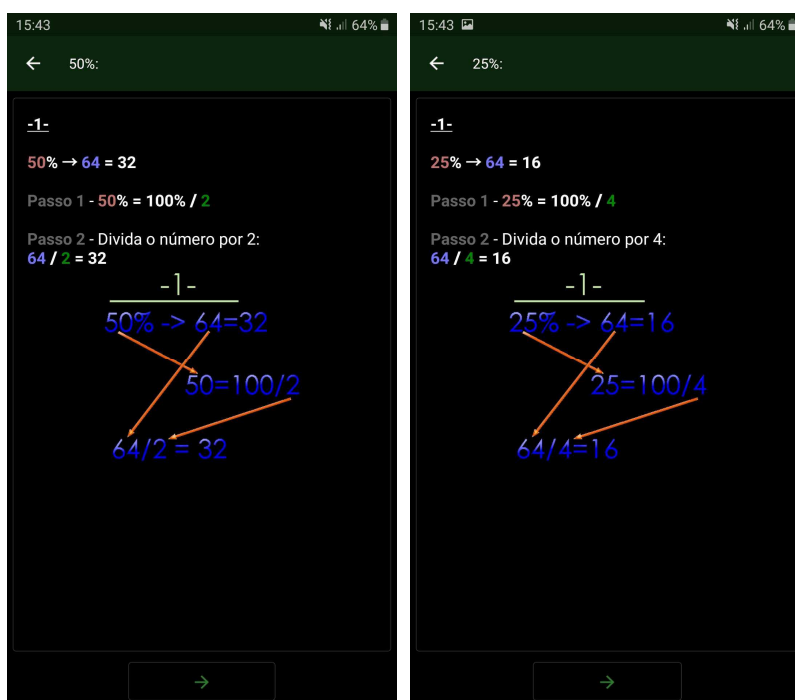 15:43
64%
50%:
-1-
50% → 64 = 32
Passo 1 - 50% = 100% / 2
Passo 2 - Divida o número por 2:
64 / 2 = 32
-1-
50% -> 64=32
50=100/2
64/2 = 32
15:43
64%
25%:
-1-
25% → 64 = 16
Passo 1 - 25% = 100% / 4
Passo 2 - Divida o número por 4:
64 / 4 = 16
-1-
25% -> 64=16
25=100/4
64/4=16